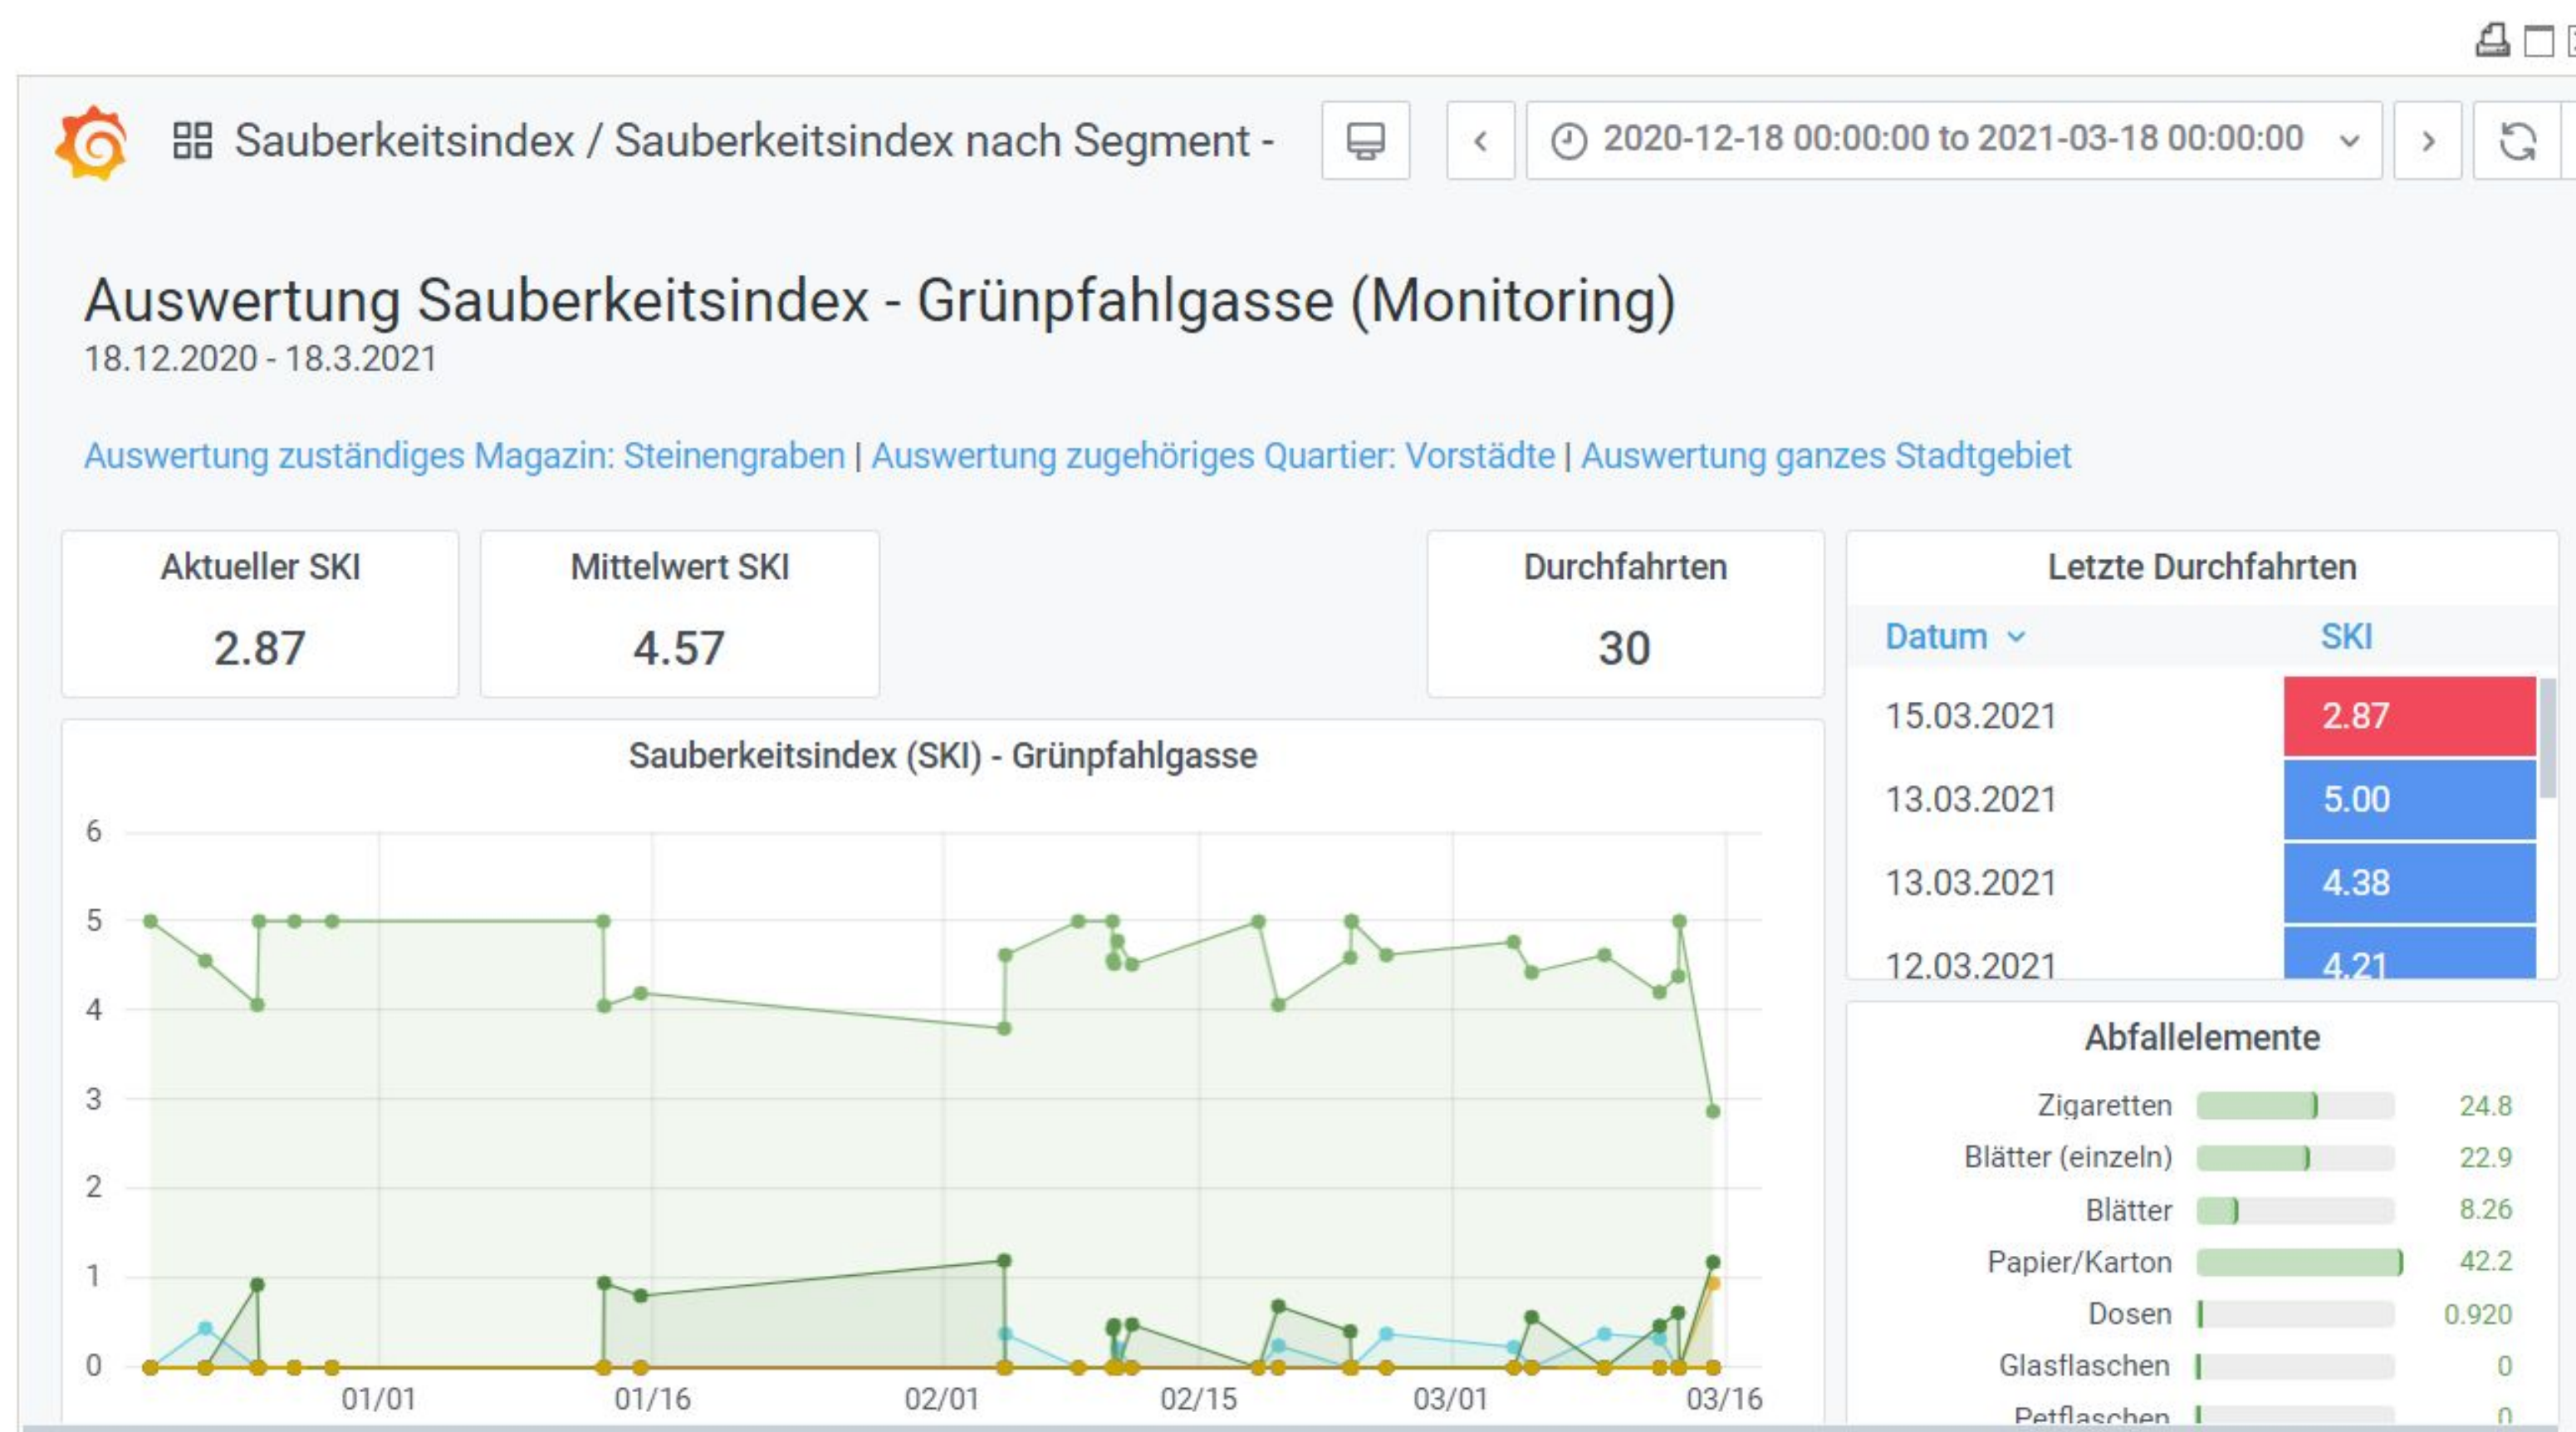 Sauberkeitsindex / Sauberkeitsindex nach Segment -
2020-12-18 00:00:00 to 2021-03-18 00:00:00
Auswertung Sauberkeitsindex - Grünpfahlgasse (Monitoring)
18.12.2020 - 18.3.2021
Auswertung zuständiges Magazin: Steinengraben | Auswertung zugehöriges Quartier: Vorstädte | Auswertung ganzes Stadtgebiet
Aktueller SKI
2.87
Mittelwert SKI
4.57
Durchfahrten
30
Letzte Durchfahrten
Datum SKI
15.03.2021 2.87
13.03.2021 5.00
13.03.2021 4.38
12.03.2021 4.21
Sauberkeitsindex (SKI) - Grünpfahlgasse
6
5
4
3
2
1
0
01/01 01/16 02/01 02/15 03/01 03/16
Abfallelemente
Zigaretten 24.8
Blätter (einzeln) 22.9
Blätter 8.26
Papier/Karton 42.2
Dosen 0.920
Glasflaschen 0
Petflaschen 0